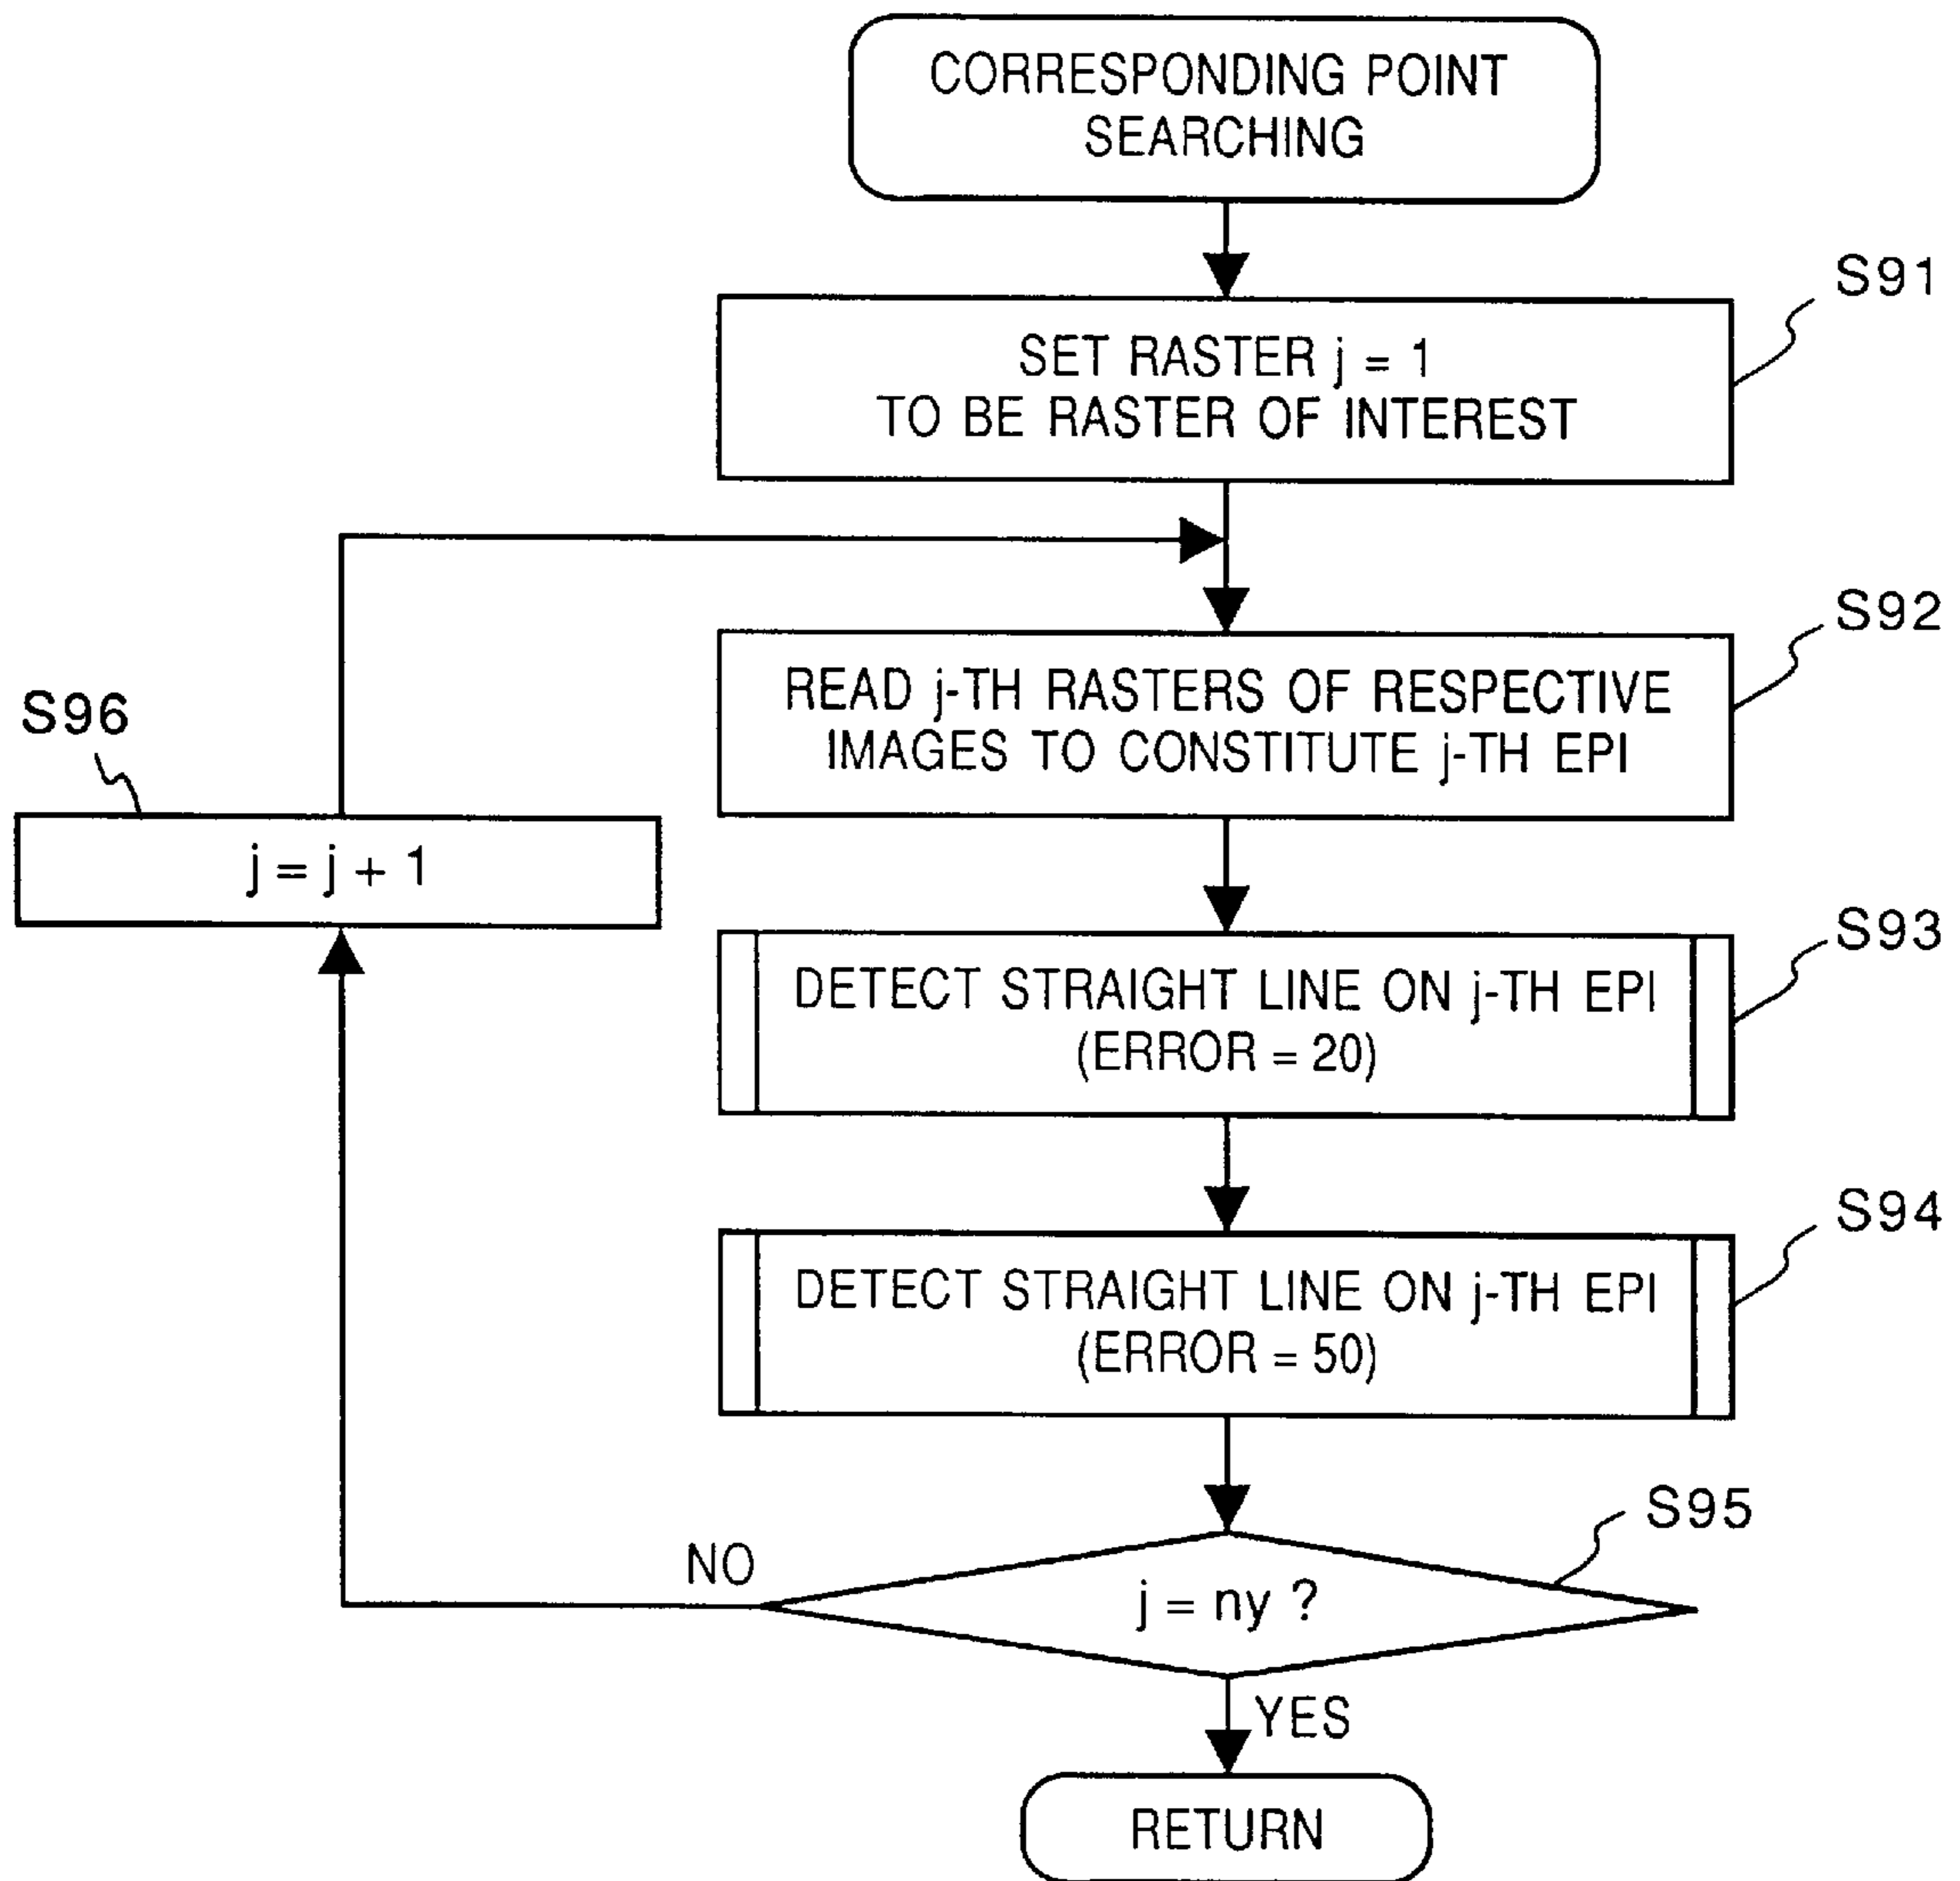 CORRESPONDING POINT
SEARCHING
S91
SET RASTER j = 1
TO BE RASTER OF INTEREST
S92
READ j-TH RASTERS OF RESPECTIVE
IMAGES TO CONSTITUTE j-TH EPI
S96
j = j + 1
S93
DETECT STRAIGHT LINE ON j-TH EPI
(ERROR = 20)
S94
DETECT STRAIGHT LINE ON j-TH EPI
(ERROR = 50)
S95
NO
j = ny ?
YES
RETURN